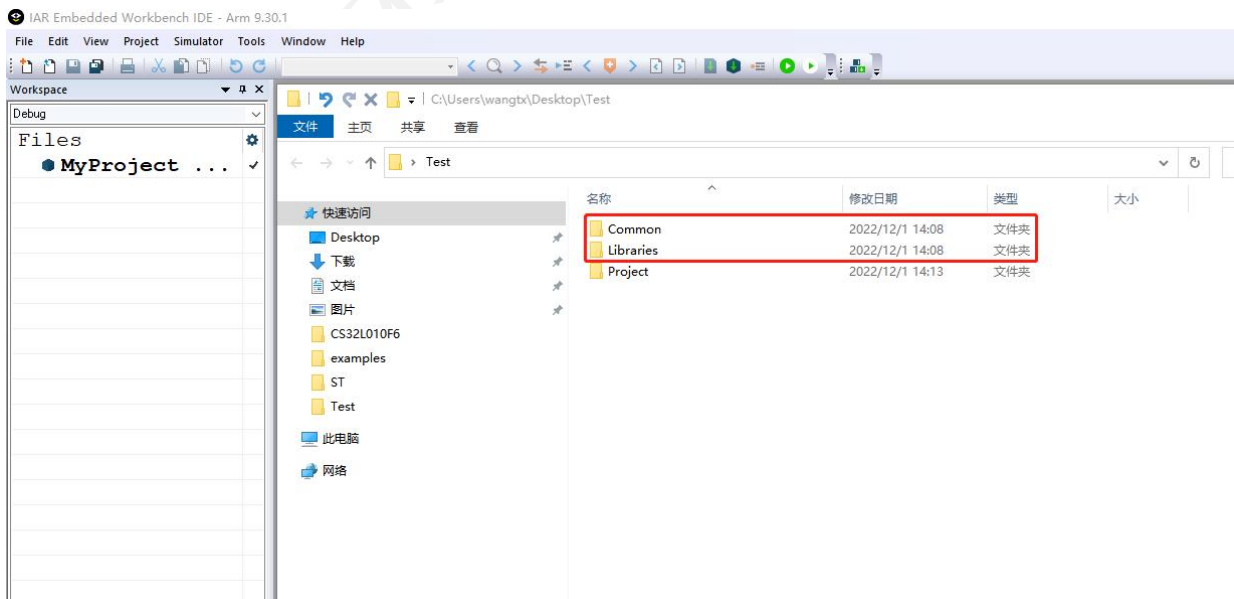 IAR Embedded Workbench IDE - Arm 9.30.1
File Edit View Project Simulator Tools Window Help
Workspace
Debug
Files
MyProject ...
C:\Users\wangtx\Desktop\Test
文件 主页 共享 查看
Test
名称 修改日期 类型 大小
快速访问
Desktop
下载
文档
图片
CS32L010F6
examples
ST
Test
此电脑
网络
Common 2022/12/1 14:08 文件夹
Libraries 2022/12/1 14:08 文件夹
Project 2022/12/1 14:13 文件夹